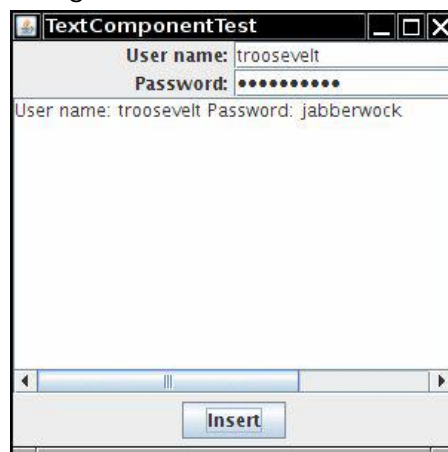 TextComponentTest
User name: troosevelt
Password: ••••••••••
User name: troosevelt Password: jabberwock
Insert